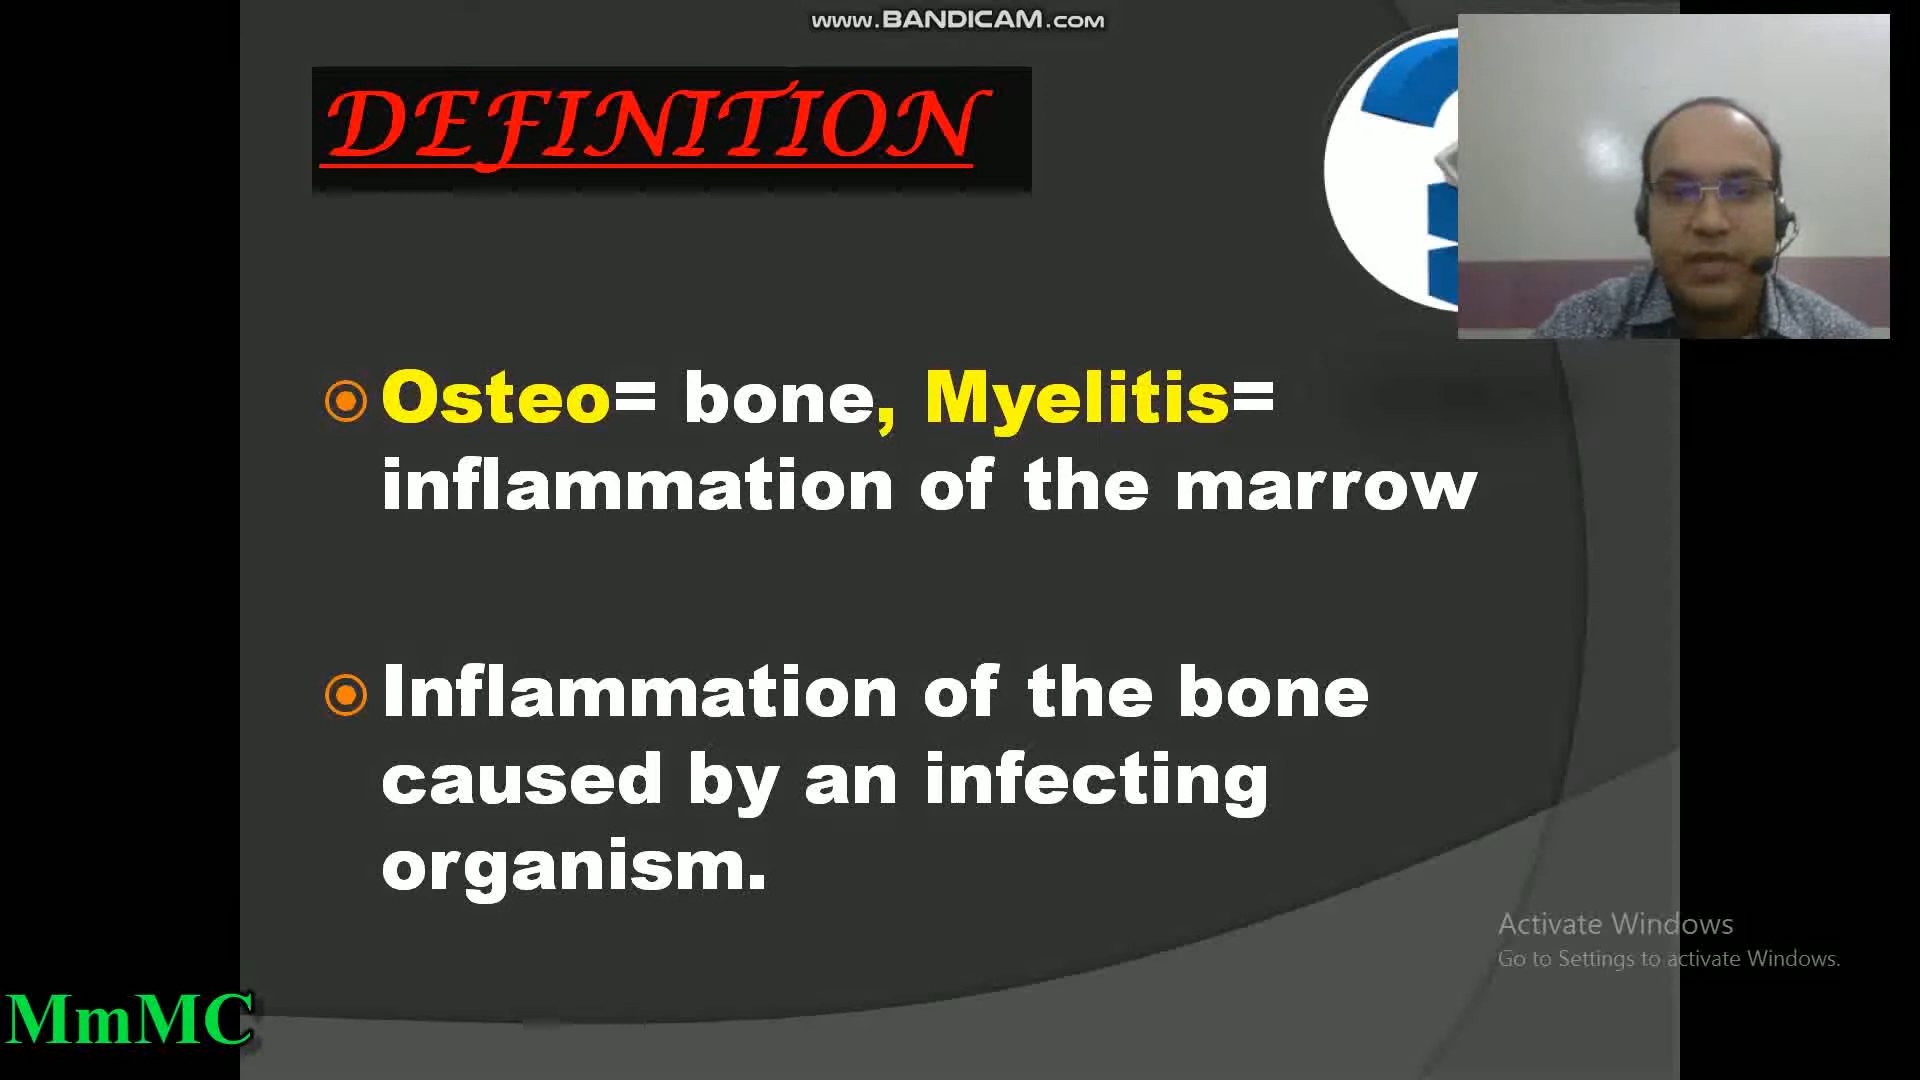 www.BANDICAM.com
DEFINITION
Osteo= bone, Myelitis=
inflammation of the marrow
Inflammation of the bone
caused by an infecting
organism.
Activate Windows
Go to Settings to activate Windows.
MmMC